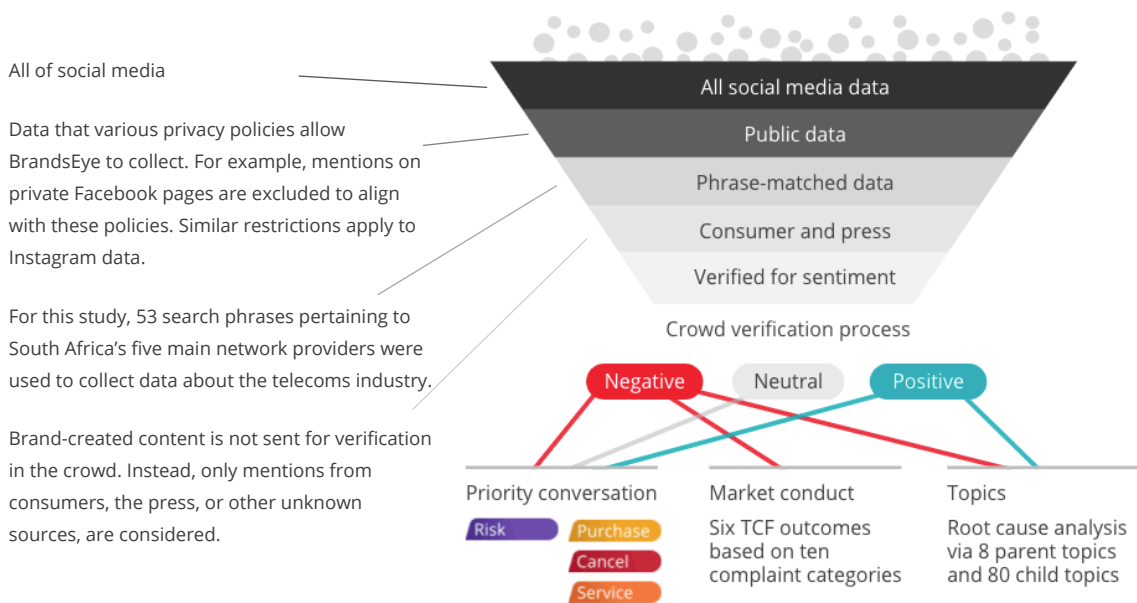 All of social media
Data that various privacy policies allow
BrandsEye to collect. For example, mentions on
private Facebook pages are excluded to align
with these policies. Similar restrictions apply to
Instagram data.
For this study, 53 search phrases pertaining to
South Africa’s five main network providers were
used to collect data about the telecoms industry.
Brand-created content is not sent for verification
in the crowd. Instead, only mentions from
consumers, the press, or other unknown
sources, are considered.
All social media data
Public data
Phrase-matched data
Consumer and press
Verified for sentiment
Crowd verification process
Negative
Neutral
Positive
Priority conversation
Risk
Purchase
Cancel
Service
Market conduct
Six TCF outcomes
based on ten
complaint categories
Topics
Root cause analysis
via 8 parent topics
and 80 child topics